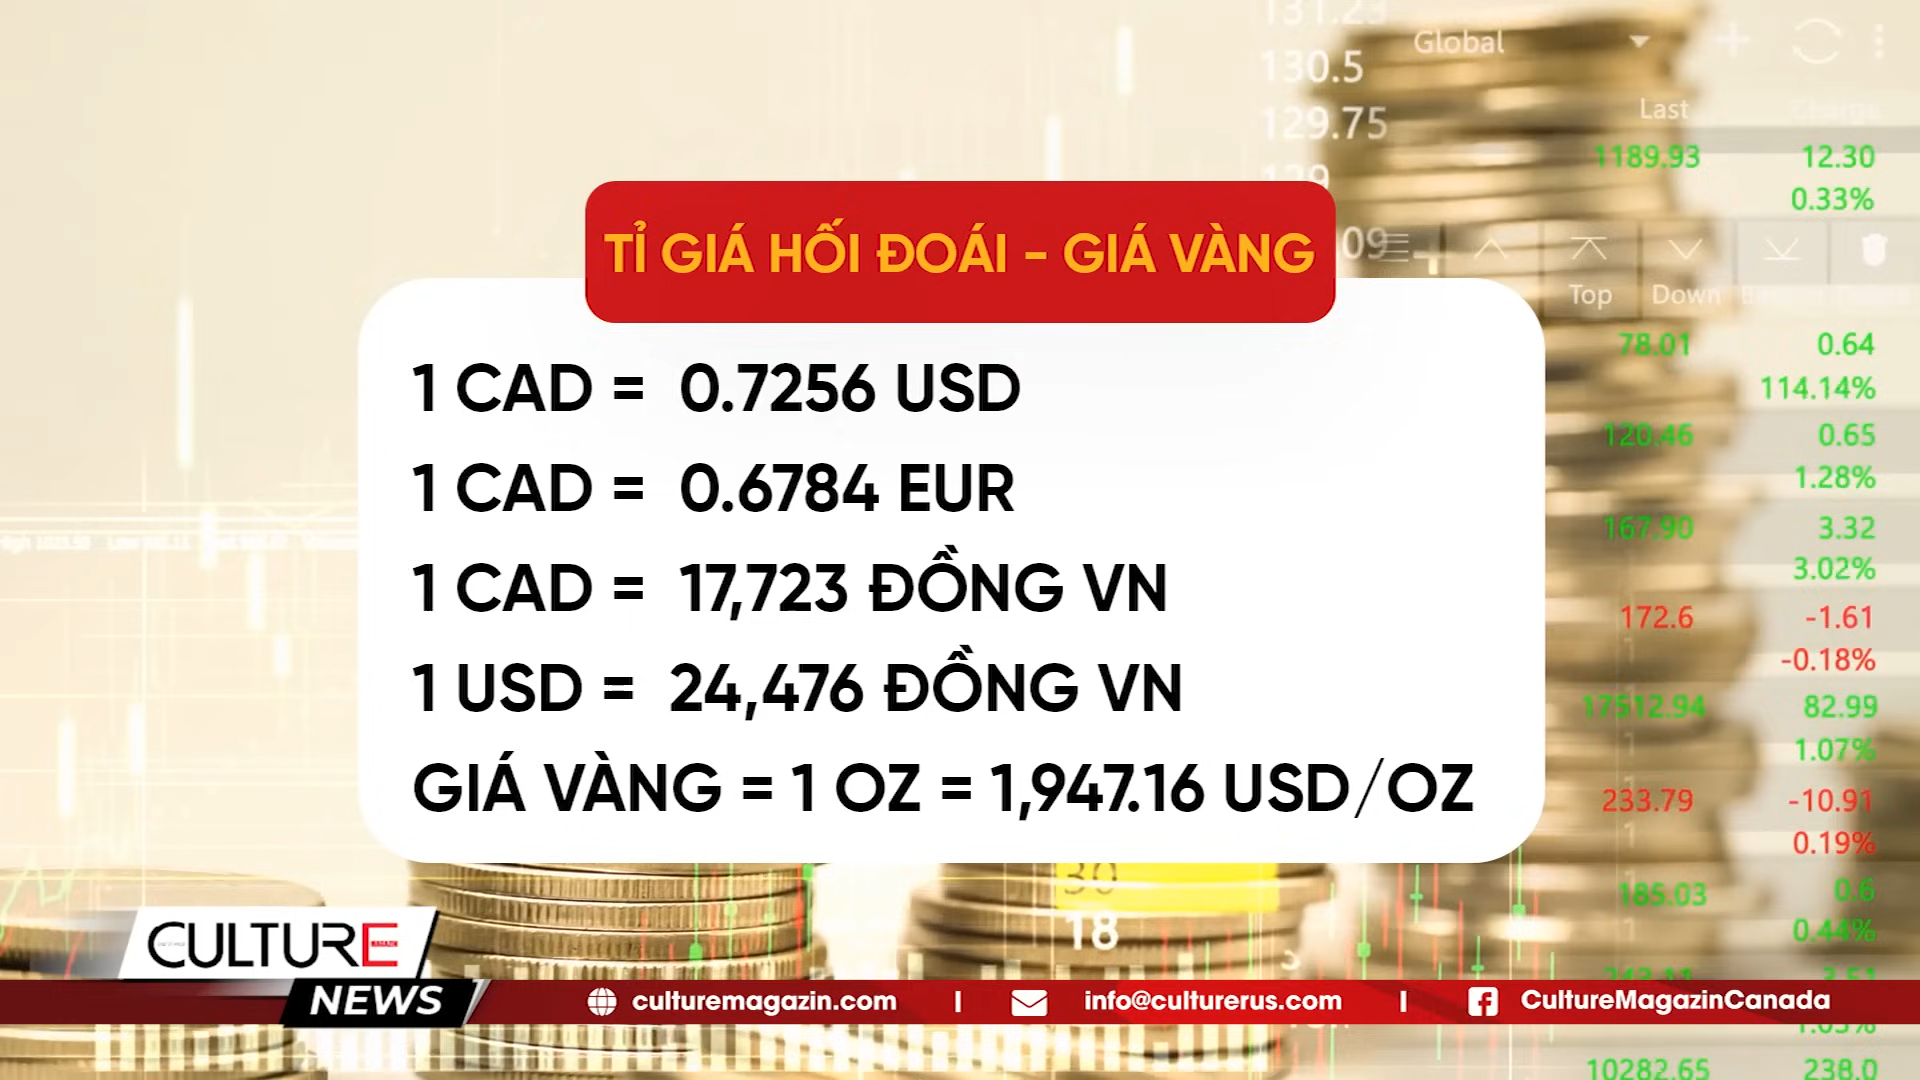 131.23
Global
130.5
129.75
Last
1189.93 12.30
0.33%
129
TỈ GIÁ HỐI ĐOÁI - GIÁ VÀNG
Top Down
78.01 0.64
114.14%
1 CAD = 0.7256 USD
120.46 0.65
1.28%
1 CAD = 0.6784 EUR
167.90 3.32
3.02%
1 CAD = 17,723 ĐỒNG VN
172.6 -1.61
-0.18%
1 USD = 24,476 ĐỒNG VN
17512.94 82.99
1.07%
GIÁ VÀNG = 1 OZ = 1,947.16 USD/OZ
233.79 -10.91
0.19%
30
185.03 0.6
18
0.44%
CULTURE
NEWS
culturemagazin.com | info@culturerus.com | CultureMagazinCanada
10282.65 238.0